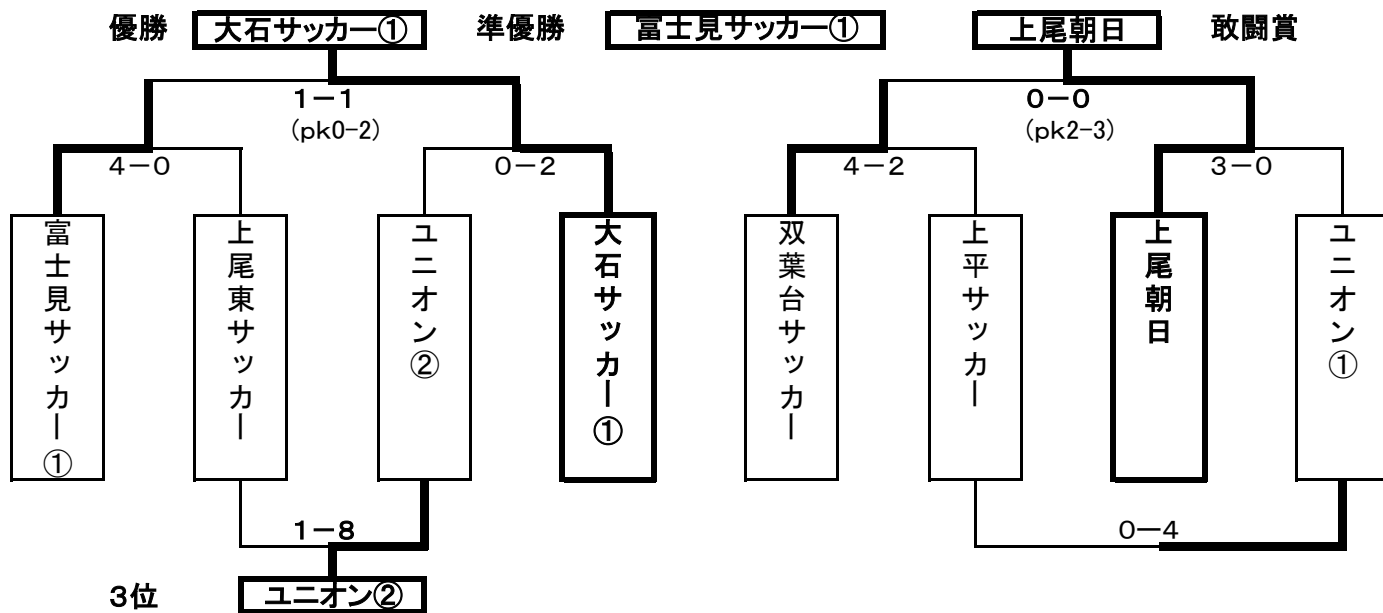 優勝 大石サッカー① 準優勝 富士見サッカー① 上尾朝日 敢闘賞
1－1 0－0
(pk0-2) (pk2-3)
4－0 0－2 4－2 3－0
富士見サッカー①
上尾東サッカー
ユニオン②
大石サッカー①
双葉台サッカー
上平サッカー
上尾朝日
ユニオン①
1－8 0－4
3位 ユニオン②